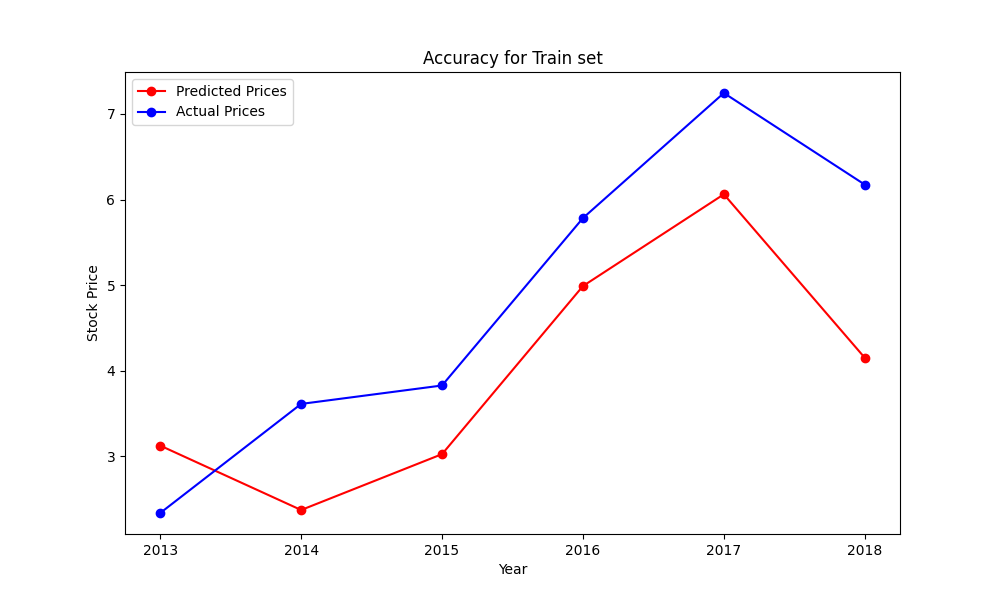 Accuracy for Train set
Predicted Prices
Actual Prices
7
6
5
4
3
Stock Price
2013 2014 2015 2016 2017 2018
Year